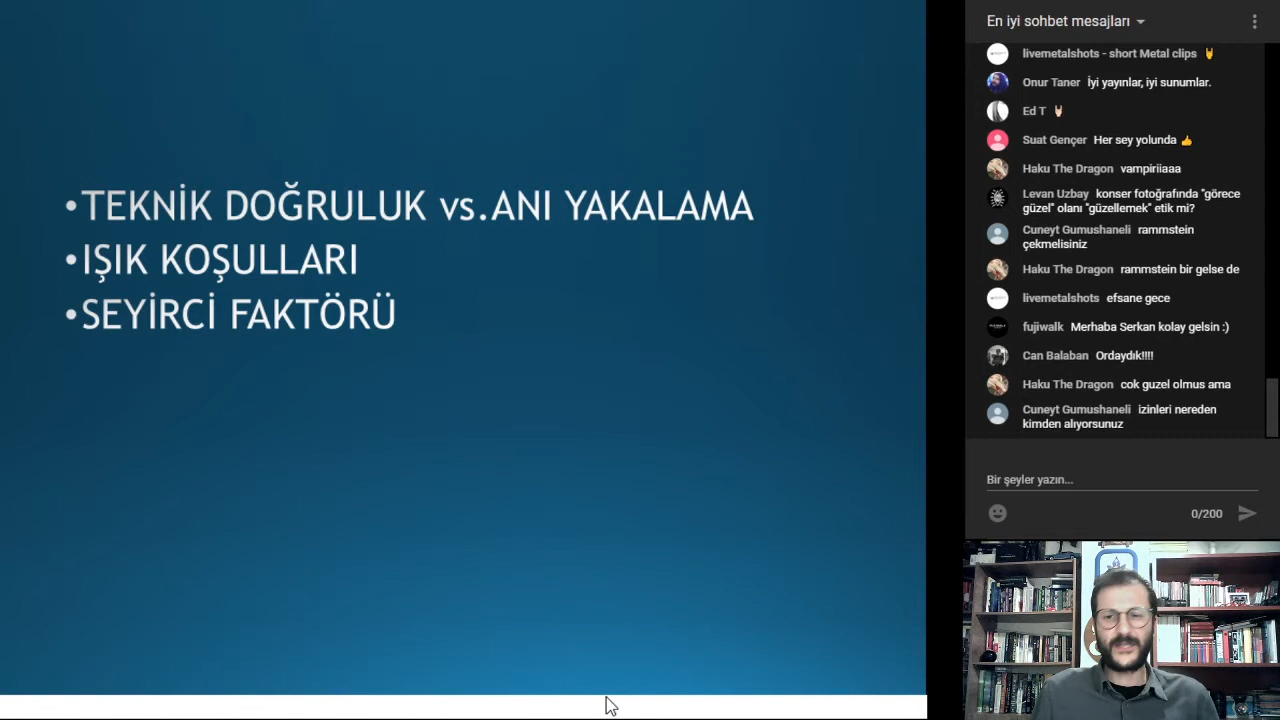 •TEKNİK DOĞRULUK vs.ANI YAKALAMA
•IŞIK KOŞULLARI
•SEYİRCİ FAKTÖRÜ
En iyi sohbet mesajları
livemetalshots - short Metal clips 🤘
Onur Taner İyi yayınlar, iyi sunumlar.
Ed T 🤘🏻
Suat Gençer Her sey yolunda 👍
Haku The Dragon vampiriiaaa
Levan Uzbay konser fotoğrafında "görece
güzel" olanı "güzellemek" etik mi?
Cuneyt Gumushaneli rammstein
çekmelisiniz
Haku The Dragon rammstein bir gelse de
livemetalshots efsane gece
fujiwalk Merhaba Serkan kolay gelsin :)
Can Balaban Ordaydık!!!!
Haku The Dragon cok guzel olmus ama
Cuneyt Gumushaneli izinleri nereden
kimden alıyorsunuz
Bir şeyler yazın...
0/200